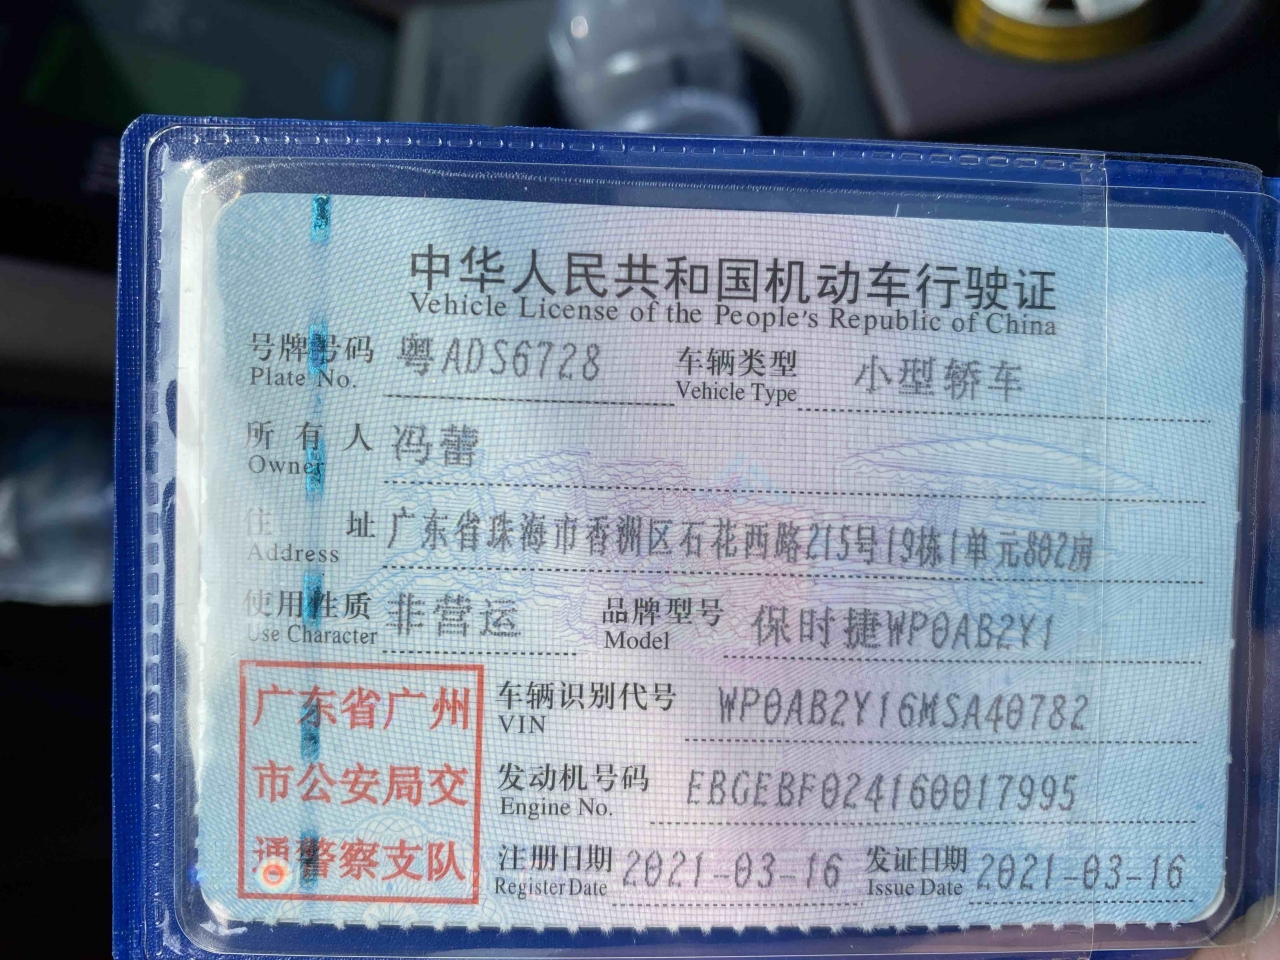 中华人民共和国机动车行驶证
Vehicle License of the People's Republic of China
号牌号码 粤ADS6728 车辆类型 小型轿车
Plate No. Vehicle Type
所有人 冯蕾
Owner
住址 广东省珠海市香洲区石花西路215号19栋1单元802房
Address
使用性质 非营运 品牌型号 保时捷WP0AB2Y1
Use Character Model
广东省广州
市公安局交
通警察支队
车辆识别代号 WP0AB2Y16MSA40782
VIN
发动机号码 EBGEBF024160017995
Engine No.
注册日期 2021-03-16 发证日期 2021-03-16
Register Date Issue Date